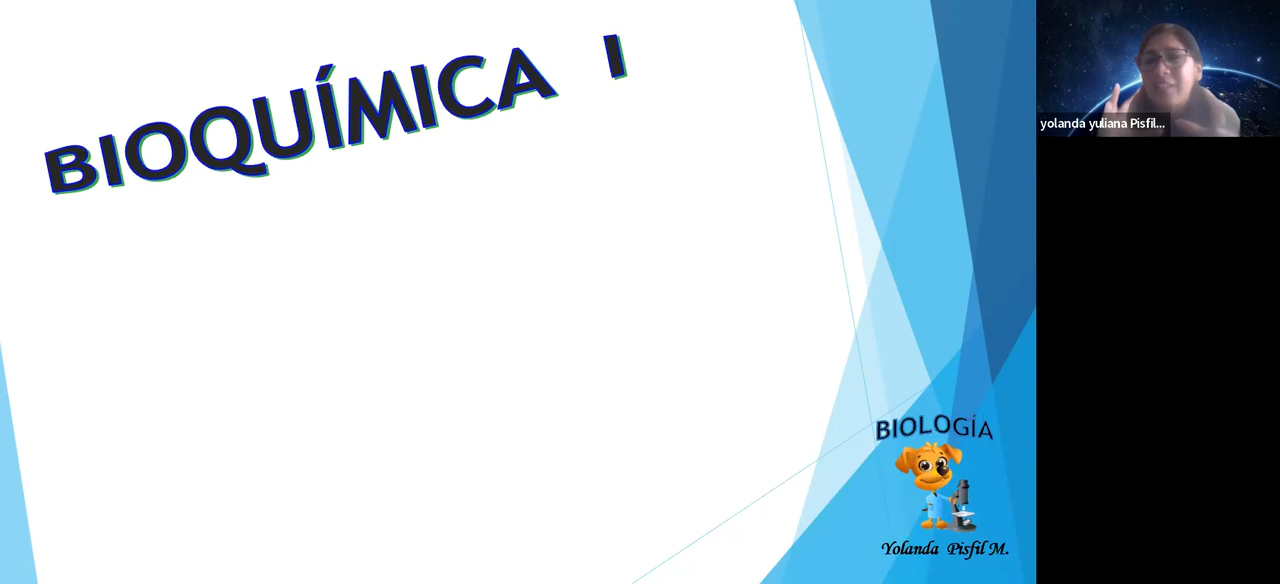 BIOQUÍMICA I
yolanda yuliana Pisfil...
BIOLOGÍA
Yolanda Pisfil M.